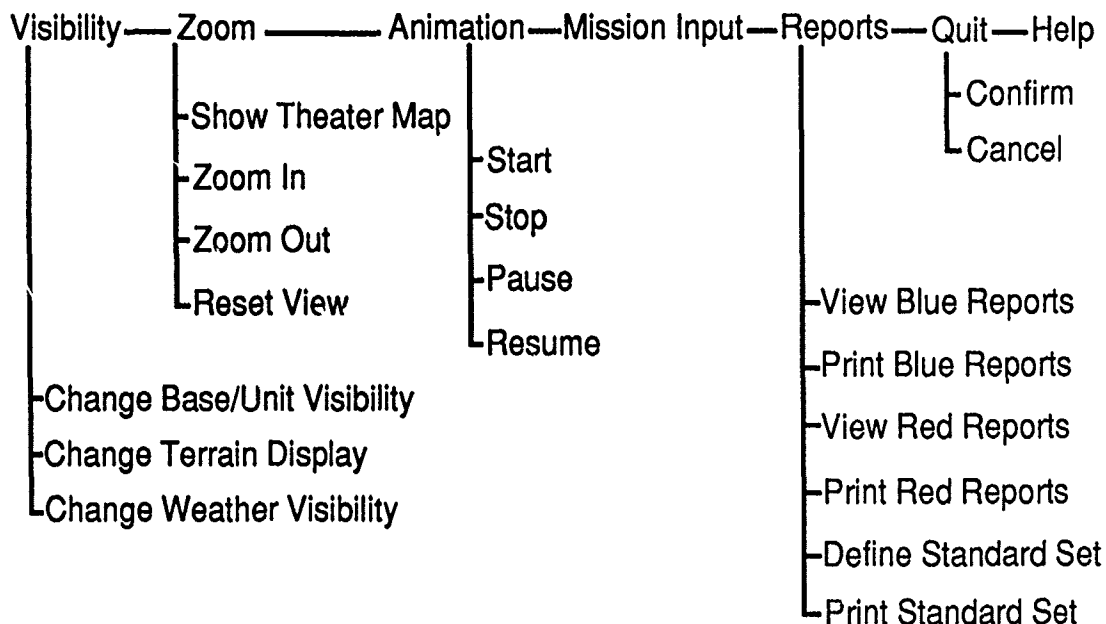 Visibility Zoom Animation Mission Input Reports Quit Help
Show Theater Map
Zoom In
Zoom Out
Reset View
Change Base/Unit Visibility
Change Terrain Display
Change Weather Visibility
Start
Stop
Pause
Resume
View Blue Reports
Print Blue Reports
View Red Reports
Print Red Reports
Define Standard Set
Print Standard Set
Confirm
Cancel